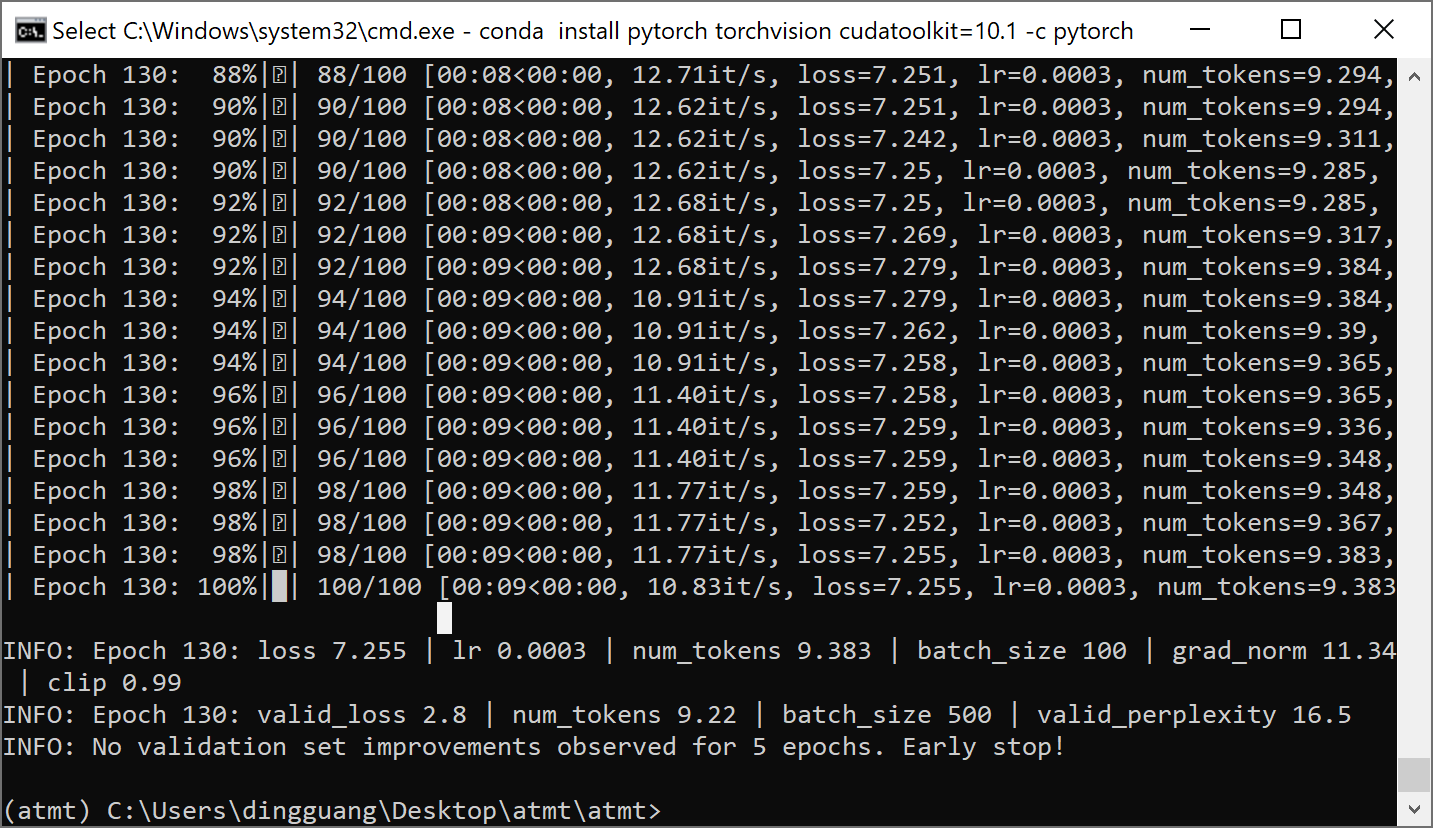 Select C:\Windows\system32\cmd.exe - conda  install pytorch torchvision cudatoolkit=10.1 -c pytorch
| Epoch 130:  88%|�| 88/100 [00:08<00:00, 12.71it/s, loss=7.251, lr=0.0003, num_tokens=9.294,
| Epoch 130:  90%|�| 90/100 [00:08<00:00, 12.62it/s, loss=7.251, lr=0.0003, num_tokens=9.294,
| Epoch 130:  90%|�| 90/100 [00:08<00:00, 12.62it/s, loss=7.242, lr=0.0003, num_tokens=9.311,
| Epoch 130:  90%|�| 90/100 [00:08<00:00, 12.62it/s, loss=7.25, lr=0.0003, num_tokens=9.285,
| Epoch 130:  92%|�| 92/100 [00:08<00:00, 12.68it/s, loss=7.25, lr=0.0003, num_tokens=9.285,
| Epoch 130:  92%|�| 92/100 [00:09<00:00, 12.68it/s, loss=7.269, lr=0.0003, num_tokens=9.317,
| Epoch 130:  92%|�| 92/100 [00:09<00:00, 12.68it/s, loss=7.279, lr=0.0003, num_tokens=9.384,
| Epoch 130:  94%|�| 94/100 [00:09<00:00, 10.91it/s, loss=7.279, lr=0.0003, num_tokens=9.384,
| Epoch 130:  94%|�| 94/100 [00:09<00:00, 10.91it/s, loss=7.262, lr=0.0003, num_tokens=9.39,
| Epoch 130:  94%|�| 94/100 [00:09<00:00, 10.91it/s, loss=7.258, lr=0.0003, num_tokens=9.365,
| Epoch 130:  96%|�| 96/100 [00:09<00:00, 11.40it/s, loss=7.258, lr=0.0003, num_tokens=9.365,
| Epoch 130:  96%|�| 96/100 [00:09<00:00, 11.40it/s, loss=7.259, lr=0.0003, num_tokens=9.336,
| Epoch 130:  96%|�| 96/100 [00:09<00:00, 11.40it/s, loss=7.259, lr=0.0003, num_tokens=9.348,
| Epoch 130:  98%|�| 98/100 [00:09<00:00, 11.77it/s, loss=7.259, lr=0.0003, num_tokens=9.348,
| Epoch 130:  98%|�| 98/100 [00:09<00:00, 11.77it/s, loss=7.252, lr=0.0003, num_tokens=9.367,
| Epoch 130:  98%|�| 98/100 [00:09<00:00, 11.77it/s, loss=7.255, lr=0.0003, num_tokens=9.383,
| Epoch 130: 100%|█| 100/100 [00:09<00:00, 10.83it/s, loss=7.255, lr=0.0003, num_tokens=9.383
INFO: Epoch 130: loss 7.255 | lr 0.0003 | num_tokens 9.383 | batch_size 100 | grad_norm 11.34
 | clip 0.99
INFO: Epoch 130: valid_loss 2.8 | num_tokens 9.22 | batch_size 500 | valid_perplexity 16.5
INFO: No validation set improvements observed for 5 epochs. Early stop!
(atmt) C:\Users\dingguang\Desktop\atmt\atmt>